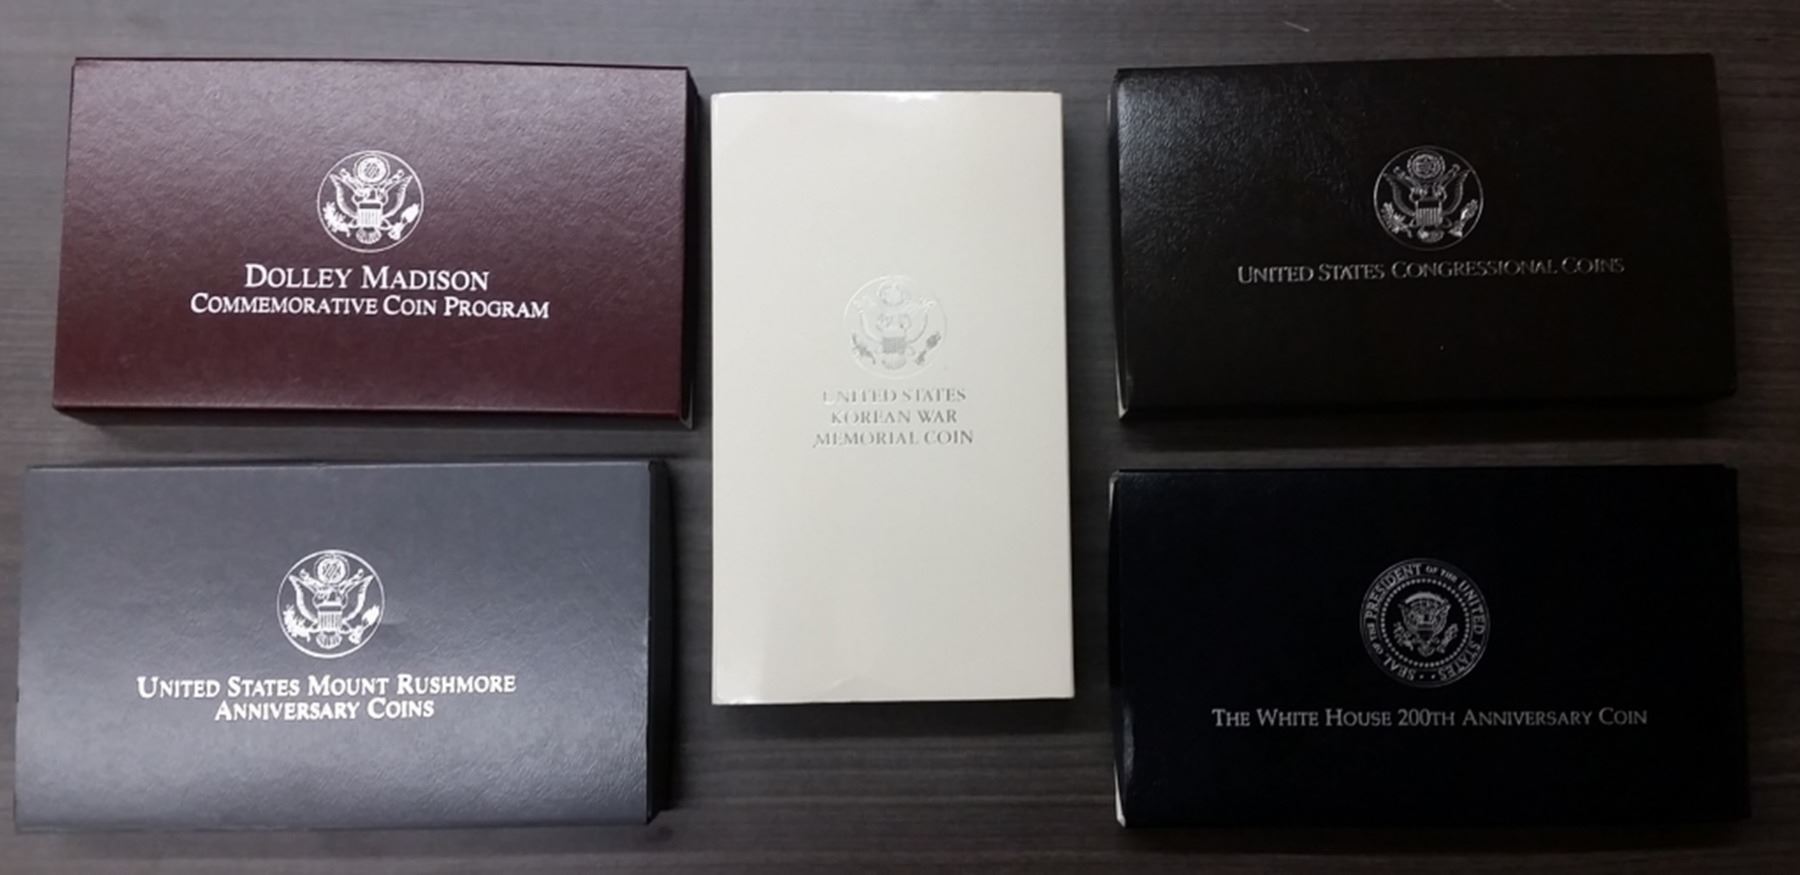 DOLLEY MADISON
COMMEMORATIVE COIN PROGRAM
UNITED STATES MOUNT RUSHMORE
ANNIVERSARY COINS
UNITED STATES
KOREAN WAR
MEMORIAL COIN
UNITED STATES CONGRESSIONAL COINS
SEAL OF THE PRESIDENT OF THE UNITED STATES
THE WHITE HOUSE 200TH ANNIVERSARY COIN